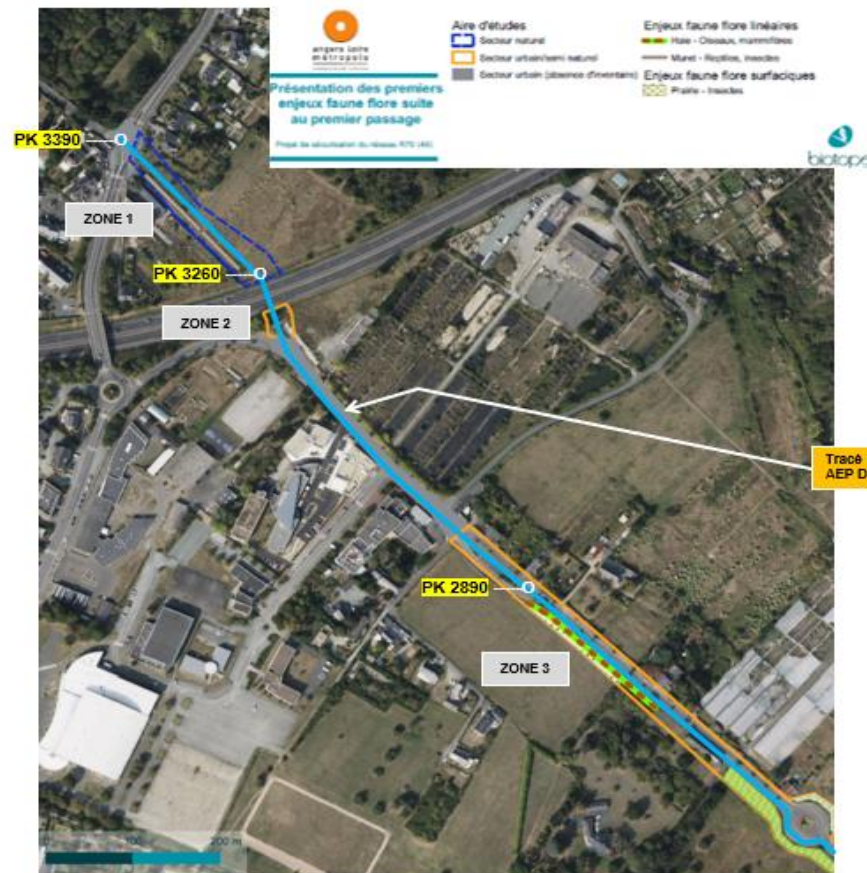 angers Loire
métropole
Présentation des premiers
enjeux faune flore suite
au premier passage
Aire d'études
Secteur naturel
Secteur urbain/semi naturel
Secteur urbain (absence d'inventaire)
Enjeux faune flore linéaires
Haie - Oiseaux, mammifères
Muret - Reptiles, insectes
Enjeux faune flore surfaciques
Prairie - Insectes
biotope
PK 3390
ZONE 1
PK 3260
ZONE 2
Tracé
AEP D
PK 2890
ZONE 3
200 m